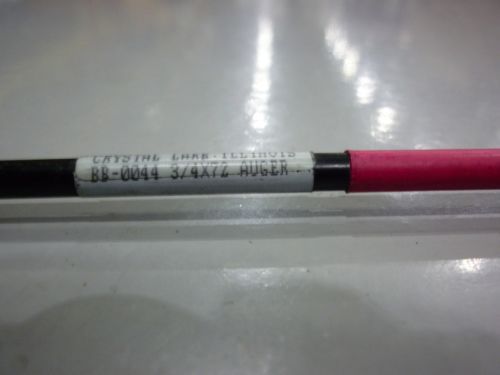 CRYSTAL LAKE, ILLINOIS
BB-0044 3/4X72 AUGER